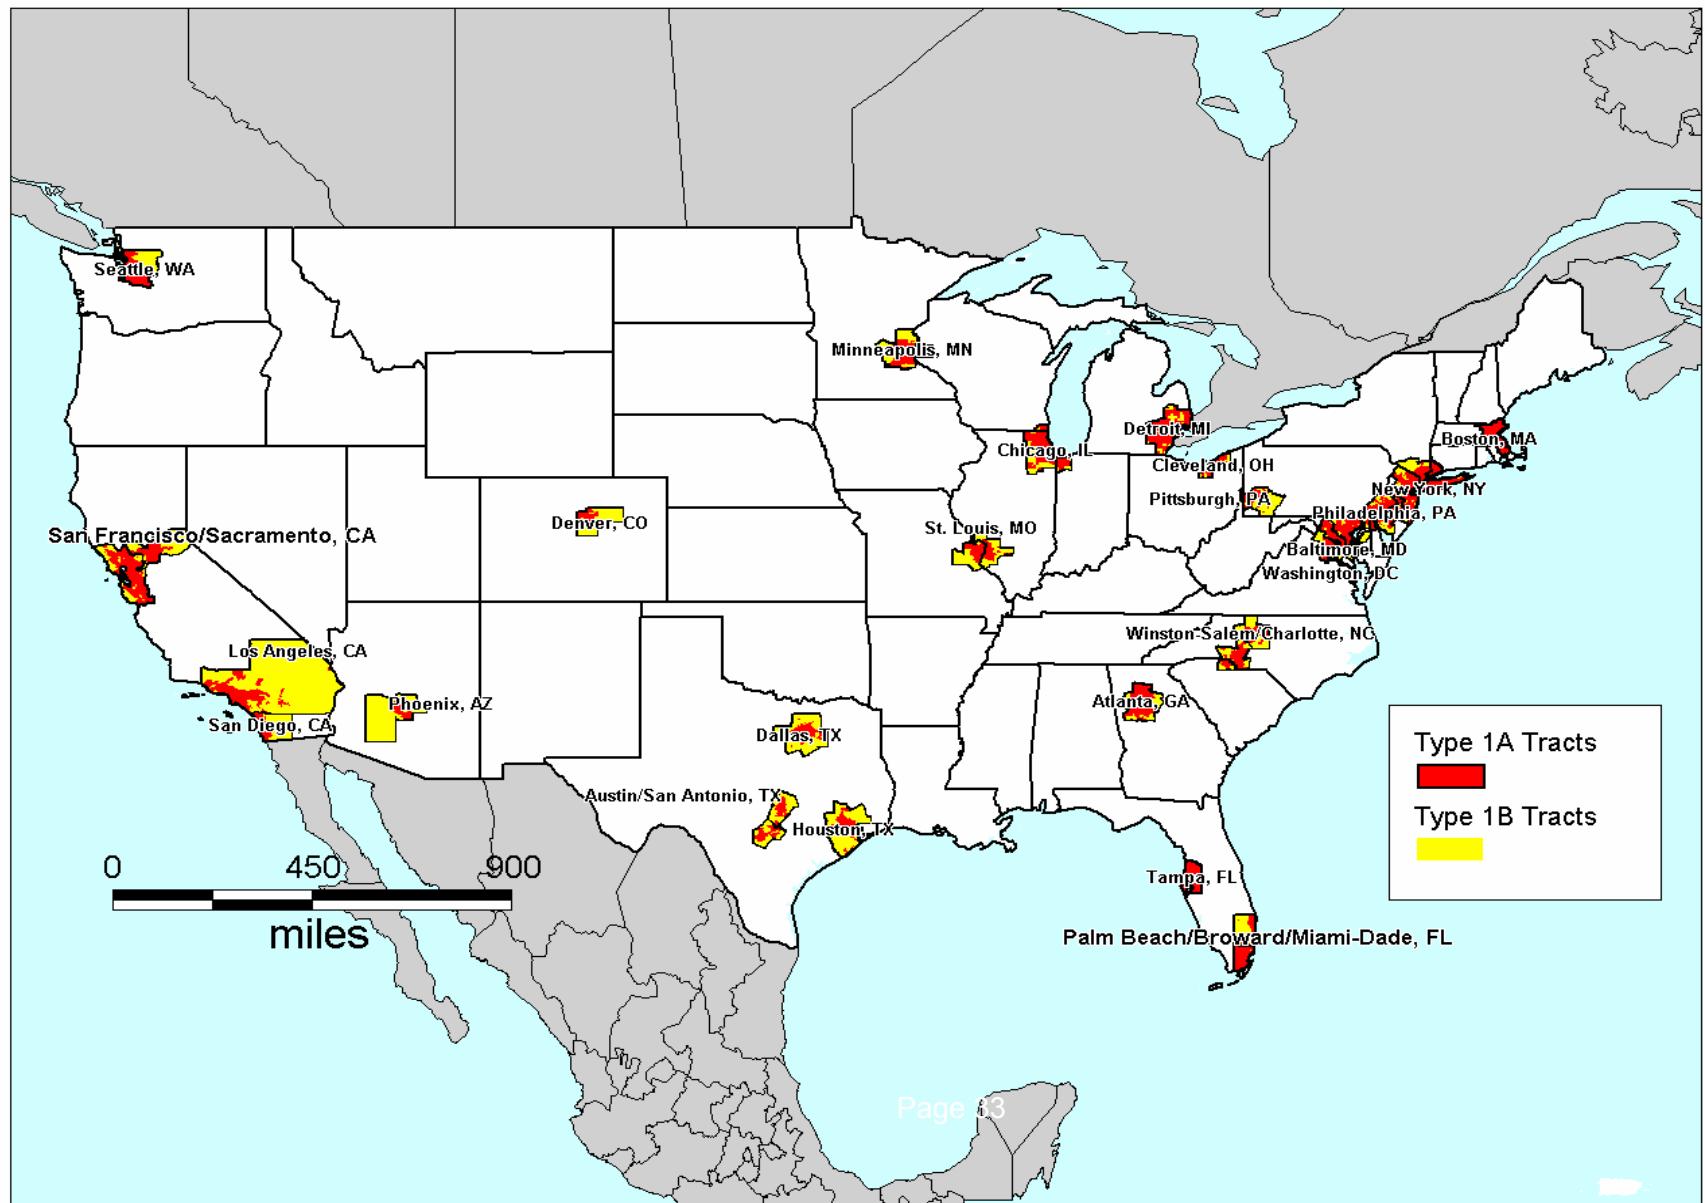 Seattle, WA
Minneapolis, MN
Detroit, MI
Boston, MA
Chicago, IL
Cleveland, OH
New York, NY
Pittsburgh, PA
Philadelphia, PA
Denver, CO
St. Louis, MO
San Francisco/Sacramento, CA
Baltimore, MD
Washington, DC
Winston-Salem/Charlotte, NC
Los Angeles, CA
Phoenix, AZ
Atlanta, GA
San Diego, CA
Dallas, TX
Type 1A Tracts
Austin/San Antonio, TX
Type 1B Tracts
Houston, TX
0 450 900
miles
Tampa, FL
Palm Beach/Broward/Miami-Dade, FL
Page 33